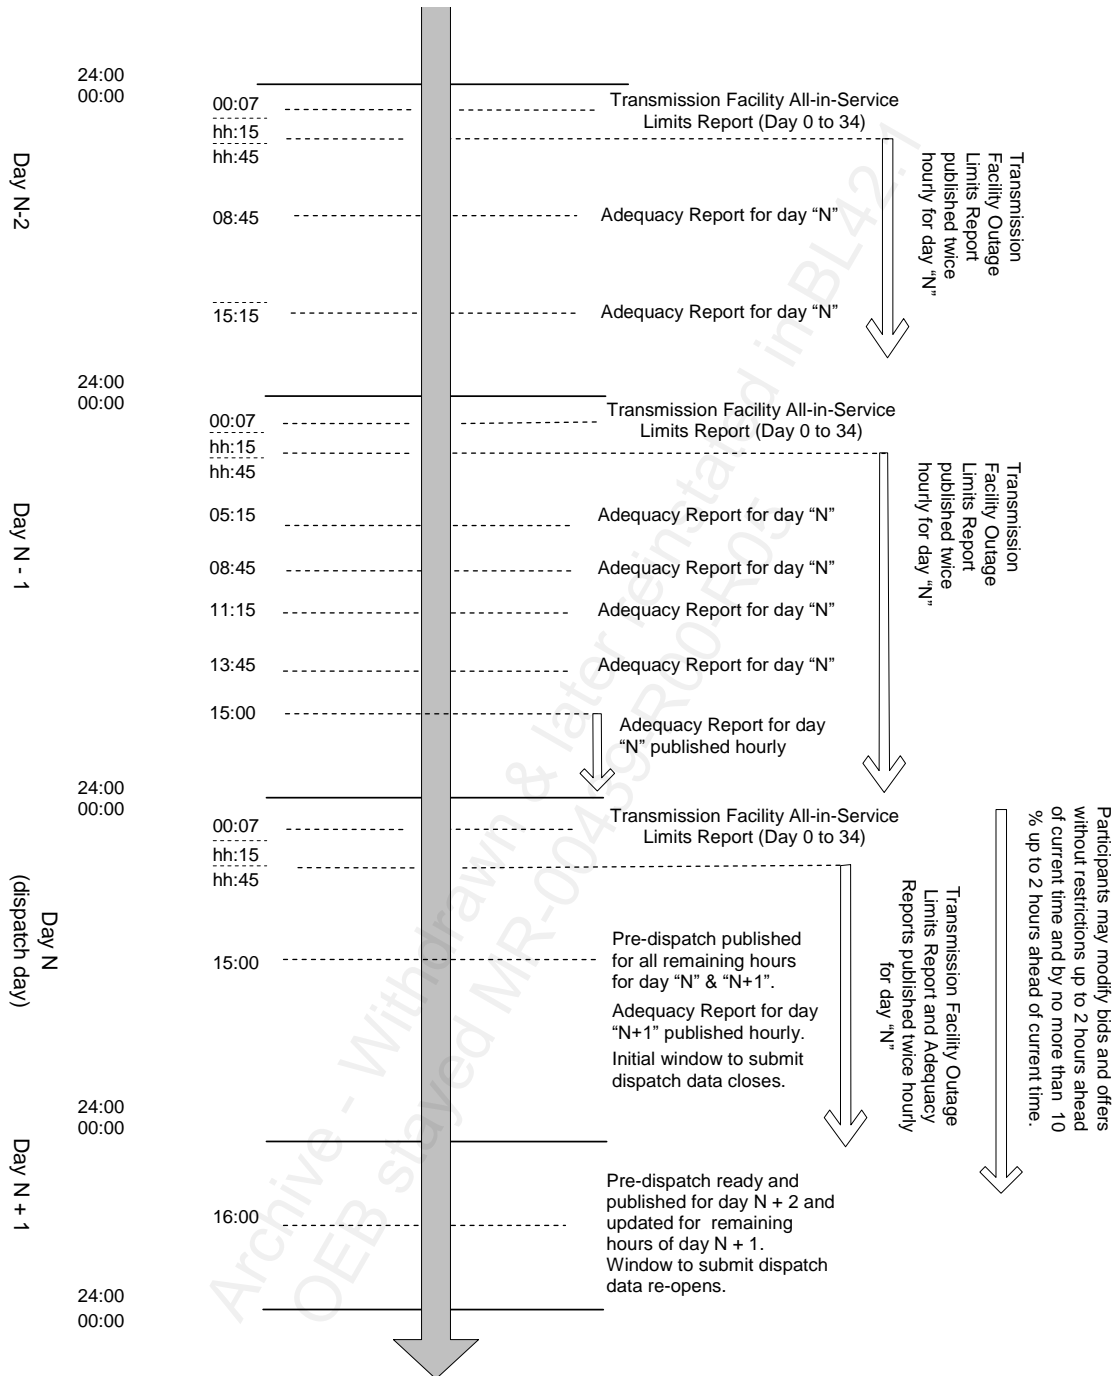 24:00
00:00
00:07
Transmission Facility All-in-Service
Limits Report (Day 0 to 34)
hh:15
hh:45
Day N-2
Transmission
Facility Outage
Limits Report
published twice
hourly for day “N”
08:45
Adequacy Report for day “N”
15:15
Adequacy Report for day “N”
24:00
00:00
00:07
Transmission Facility All-in-Service
Limits Report (Day 0 to 34)
hh:15
hh:45
Day N - 1
Transmission
Facility Outage
Limits Report
published twice
hourly for day “N”
05:15
Adequacy Report for day “N”
08:45
Adequacy Report for day “N”
11:15
Adequacy Report for day “N”
13:45
Adequacy Report for day “N”
15:00
Adequacy Report for day
“N” published hourly
24:00
00:00
00:07
Transmission Facility All-in-Service
Limits Report (Day 0 to 34)
hh:15
hh:45
Day N
(dispatch day)
Transmission Facility Outage
Limits Report and Adequacy
Reports published twice hourly
for day “N”
Participants may modify bids and offers
without restrictions up to 2 hours ahead
of current time and by no more than 10
% up to 2 hours ahead of current time.
15:00
Pre-dispatch published
for all remaining hours
for day “N” & “N+1”.
Adequacy Report for day
“N+1” published hourly.
Initial window to submit
dispatch data closes.
24:00
00:00
Day N + 1
16:00
Pre-dispatch ready and
published for day N + 2 and
updated for remaining
hours of day N + 1.
Window to submit dispatch
data re-opens.
24:00
00:00
Archive - Withdrawn & later reinstated in BL42.1
OEB stayed MR-00439-R00-R05